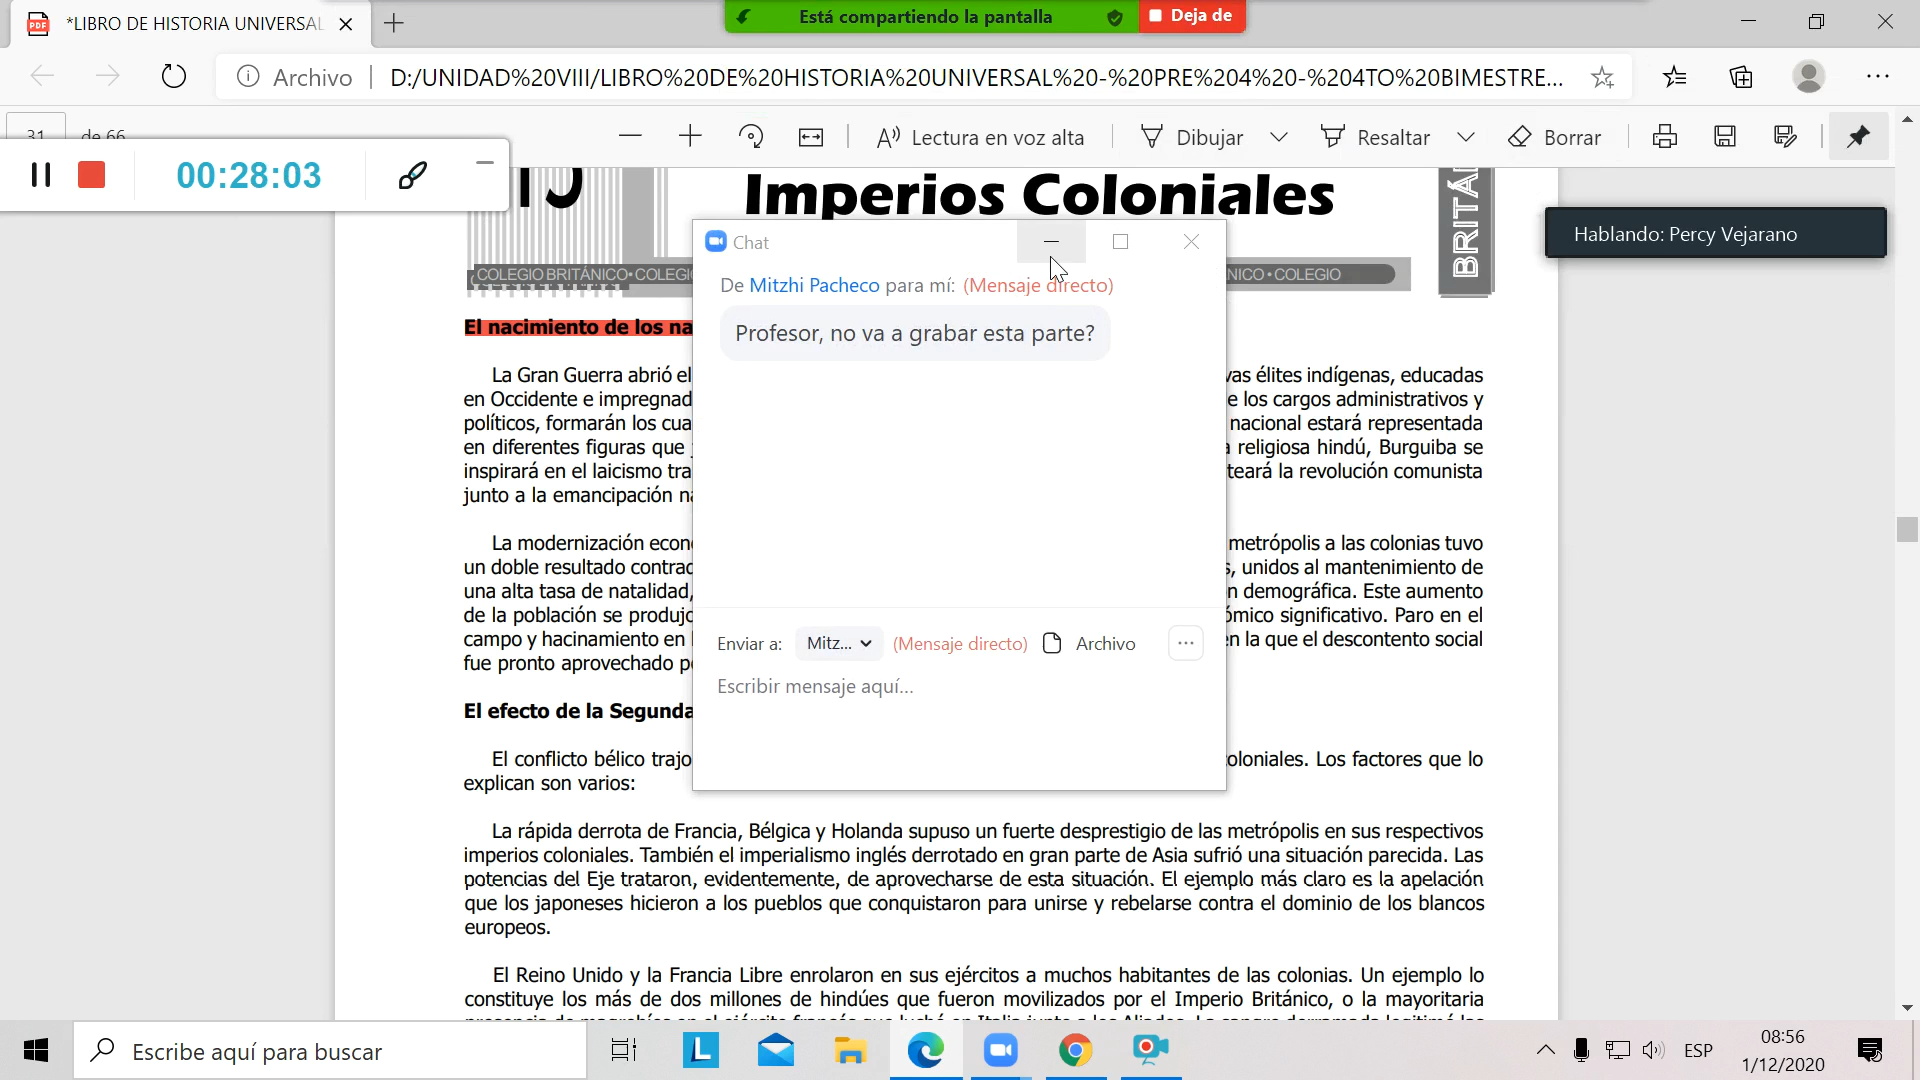 *LIBRO DE HISTORIA UNIVERSAL
Está compartiendo la pantalla
Deja de
Archivo
D:/UNIDAD%20VIII/LIBRO%20DE%20HISTORIA%20UNIVERSAL%20-%20PRE%204%20-%204TO%20BIMESTRE...
31 de 66
Lectura en voz alta
Dibujar
Resaltar
Borrar
00:28:03
Imperios Coloniales
Hablando: Percy Vejarano
COLEGIO BRITÁNICO•COLEGI
NICO • COLEGIO
Chat
De Mitzhi Pacheco para mí: (Mensaje directo)
Profesor, no va a grabar esta parte?
Enviar a: Mitz... (Mensaje directo) Archivo
Escribir mensaje aquí...
El nacimiento de los na
La Gran Guerra abrió el
vas élites indígenas, educadas
en Occidente e impregnad
e los cargos administrativos y
políticos, formarán los cua
nacional estará representada
en diferentes figuras que
religiosa hindú, Burguiba se
inspirará en el laicismo tra
teará la revolución comunista
junto a la emancipación na
La modernización econ
metrópolis a las colonias tuvo
un doble resultado contrad
s, unidos al mantenimiento de
una alta tasa de natalidad,
n demográfica. Este aumento
de la población se produjo
ómico significativo. Paro en el
campo y hacinamiento en
en la que el descontento social
fue pronto aprovechado p
El efecto de la Segunda
El conflicto bélico trajo
coloniales. Los factores que lo
explican son varios:
La rápida derrota de Francia, Bélgica y Holanda supuso un fuerte desprestigio de las metrópolis en sus respectivos
imperios coloniales. También el imperialismo inglés derrotado en gran parte de Asia sufrió una situación parecida. Las
potencias del Eje trataron, evidentemente, de aprovecharse de esta situación. El ejemplo más claro es la apelación
que los japoneses hicieron a los pueblos que conquistaron para unirse y rebelarse contra el dominio de los blancos
europeos.
El Reino Unido y la Francia Libre enrolaron en sus ejércitos a muchos habitantes de las colonias. Un ejemplo lo
constituye los más de dos millones de hindúes que fueron movilizados por el Imperio Británico, o la mayoritaria
Escribe aquí para buscar
ESP
08:56
1/12/2020